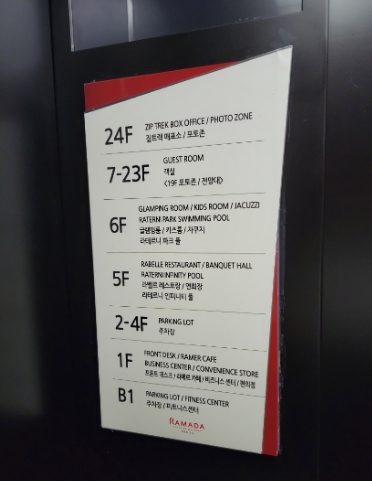 24F
ZIP TREK BOX OFFICE / PHOTO ZONE
짚트랙 매표소 / 포토존
7-23F
GUEST ROOM
객실
<19F 포토존 / 전망대>
6F
GLAMPING ROOM / KIDS ROOM / JACUZZI
RATERNI PARK SWIMMING POOL
글램핑룸 / 키즈룸 / 자쿠지
라테르니 파크 풀
5F
RABELLE RESTAURANT / BANQUET HALL
RATERNI INFINITY POOL
라벨르 레스토랑 / 연회장
라테르니 인피니티 풀
2-4F
PARKING LOT
주차장
1F
FRONT DESK / RAMER CAFE
BUSINESS CENTER / CONVENIENCE STORE
프론트 데스크 / 라메르 카페 / 비즈니스 센터 / 편의점
B1
PARKING LOT / FITNESS CENTER
주차장 / 피트니스센터
RAMADA